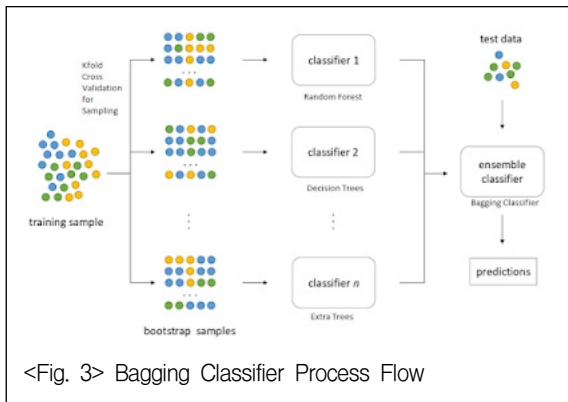 Kfold
Cross
Validation
for
Sampling
training sample
...
...
...
bootstrap samples
classifier 1
Random Forest
classifier 2
Decision Trees
classifier n
Extra Trees
test data
ensemble
classifier
Bagging Classifier
predictions
<Fig. 3> Bagging Classifier Process Flow